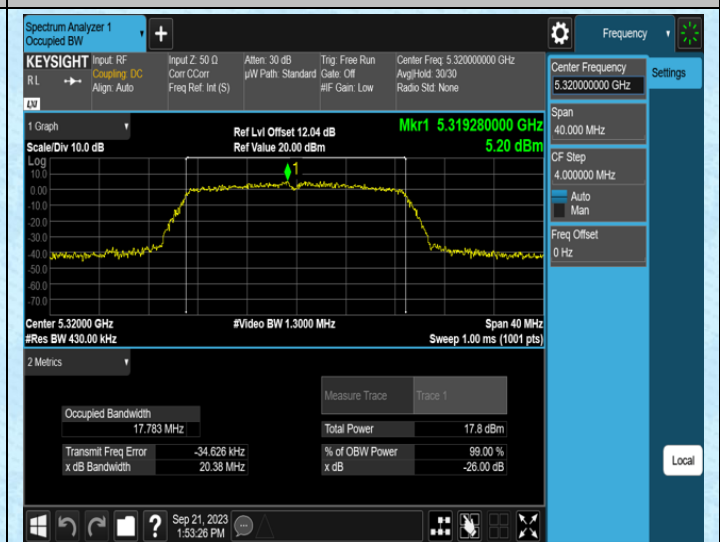 Spectrum Analyzer 1
Occupied BW
+
Frequency
KEYSIGHT
R L
LXI
Input: RF
Coupling: DC
Align: Auto
Input Z: 50 Ω
Corr CCorr
Freq Ref: Int (S)
Atten: 30 dB
µW Path: Standard
Trig: Free Run
Gate: Off
#IF Gain: Low
Center Freq: 5.320000000 GHz
Avg|Hold: 30/30
Radio Std: None
Center Frequency
5.320000000 GHz
Settings
Span
40.000 MHz
CF Step
4.000000 MHz
Auto
Man
Freq Offset
0 Hz
1 Graph
Scale/Div 10.0 dB
Ref Lvl Offset 12.04 dB
Ref Value 20.00 dBm
Mkr1 5.319280000 GHz
5.20 dBm
Log
10.0
0.00
-10.0
-20.0
-30.0
-40.0
-50.0
-60.0
-70.0
1
Center 5.32000 GHz
#Res BW 430.00 kHz
#Video BW 1.3000 MHz
Span 40 MHz
Sweep 1.00 ms (1001 pts)
2 Metrics
Measure Trace
Trace 1
Occupied Bandwidth
17.783 MHz
Total Power
17.8 dBm
Transmit Freq Error
-34.626 kHz
% of OBW Power
99.00 %
x dB Bandwidth
20.38 MHz
x dB
-26.00 dB
Local
?
Sep 21, 2023
1:53:26 PM